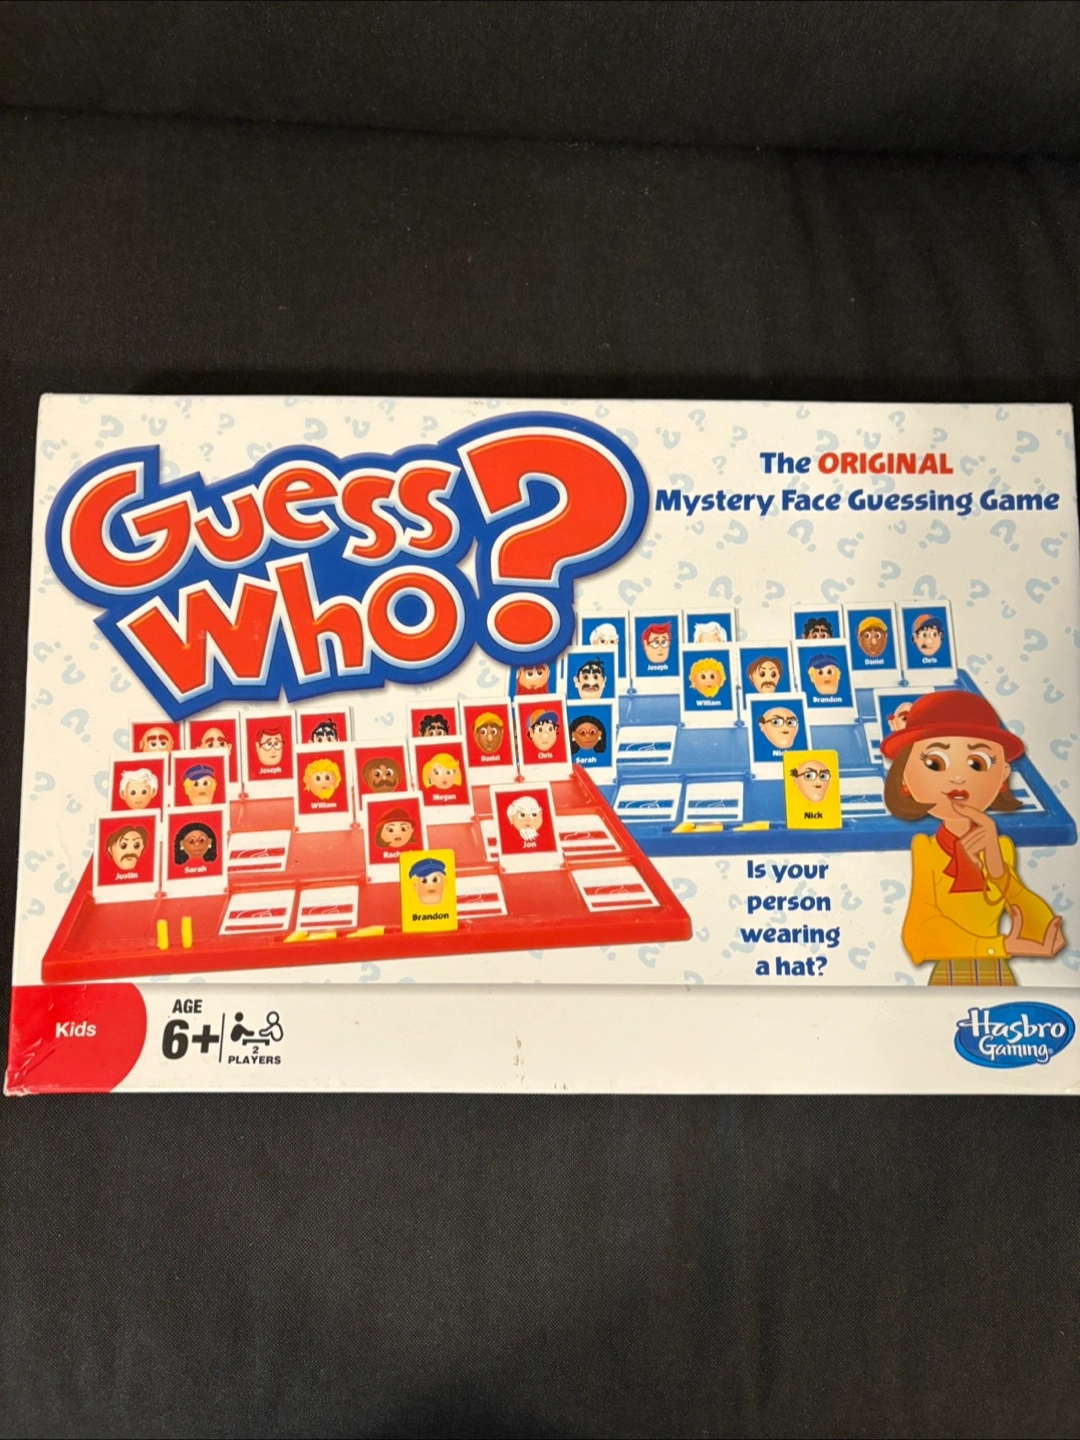 Guess
Who?
The ORIGINAL
Mystery Face Guessing Game
Joseph
William
Daniel
Chris
Brandon
Sarah
Nick
Joseph
William
Megan
Daniel
Chris
Justin
Sarah
Jon
Brandon
Is your
person
wearing
a hat?
Kids
AGE
6+
2
PLAYERS
Hasbro
Gaming